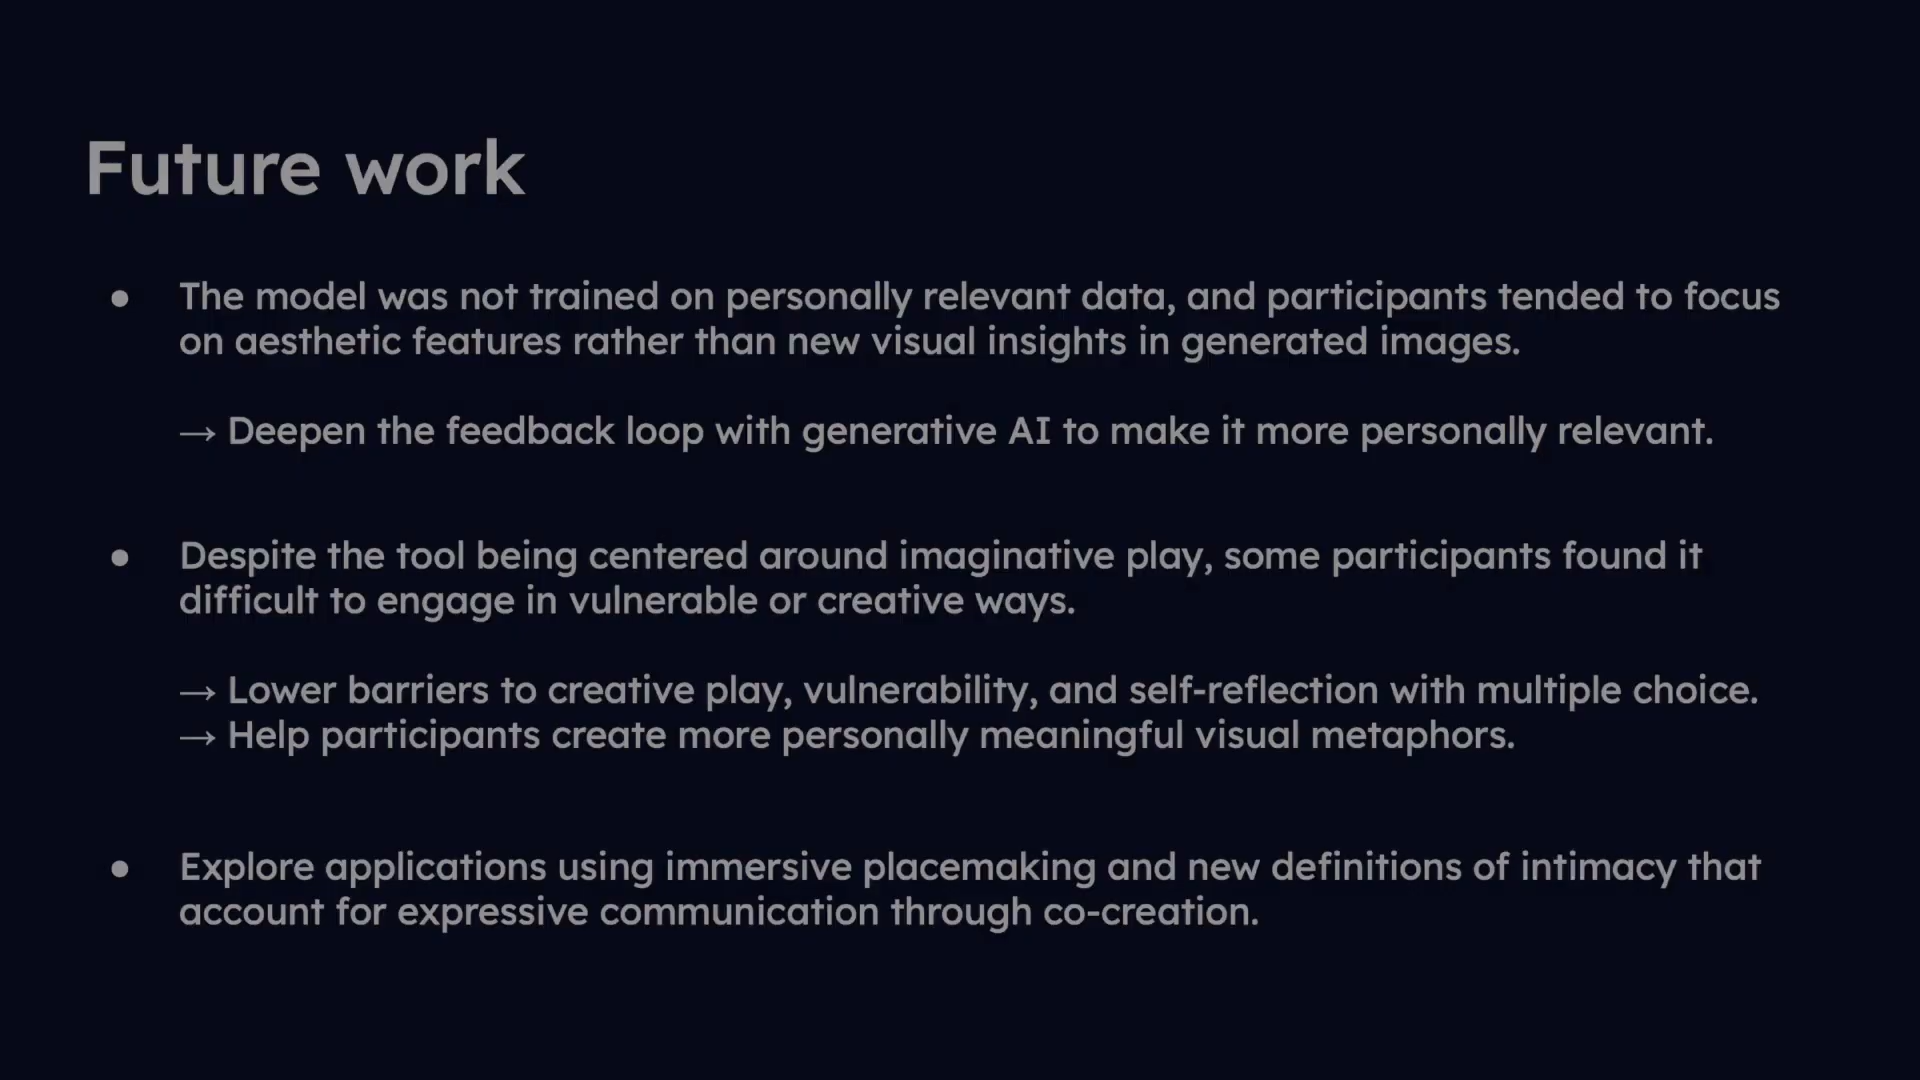 Future work
● The model was not trained on personally relevant data, and participants tended to focus
on aesthetic features rather than new visual insights in generated images.
→ Deepen the feedback loop with generative AI to make it more personally relevant.
● Despite the tool being centered around imaginative play, some participants found it
difficult to engage in vulnerable or creative ways.
→ Lower barriers to creative play, vulnerability, and self-reflection with multiple choice.
→ Help participants create more personally meaningful visual metaphors.
● Explore applications using immersive placemaking and new definitions of intimacy that
account for expressive communication through co-creation.